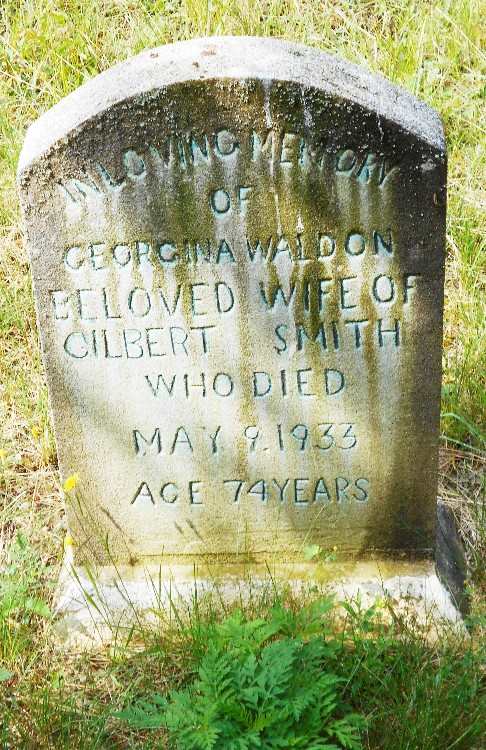 IN LOVING MEMORY
OF
GEORGINA WALDON
BELOVED WIFE OF
GILBERT SMITH
WHO DIED
MAY 9. 1933
AGE 74 YEARS